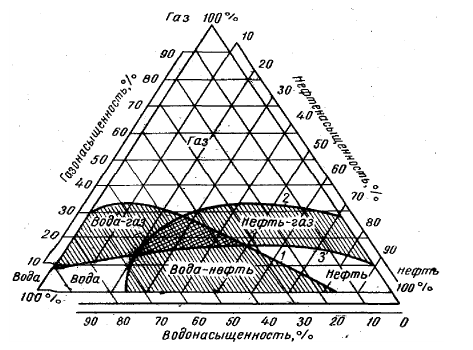 Газ 100%
10
90
20
80
30
70
40
60
50
Газонасыщенность,%
Нефтенасыщенность,%
Газ
50
60
40
70
30
2
80
Вода-газ
Нефть-газ
20
90
10
1
3
Вода
Вода
Вода-нефть
Нефть
Нефть
100%
100%
90 80 70 60 50 40 30 20 10 0
Водонасыщенность,%